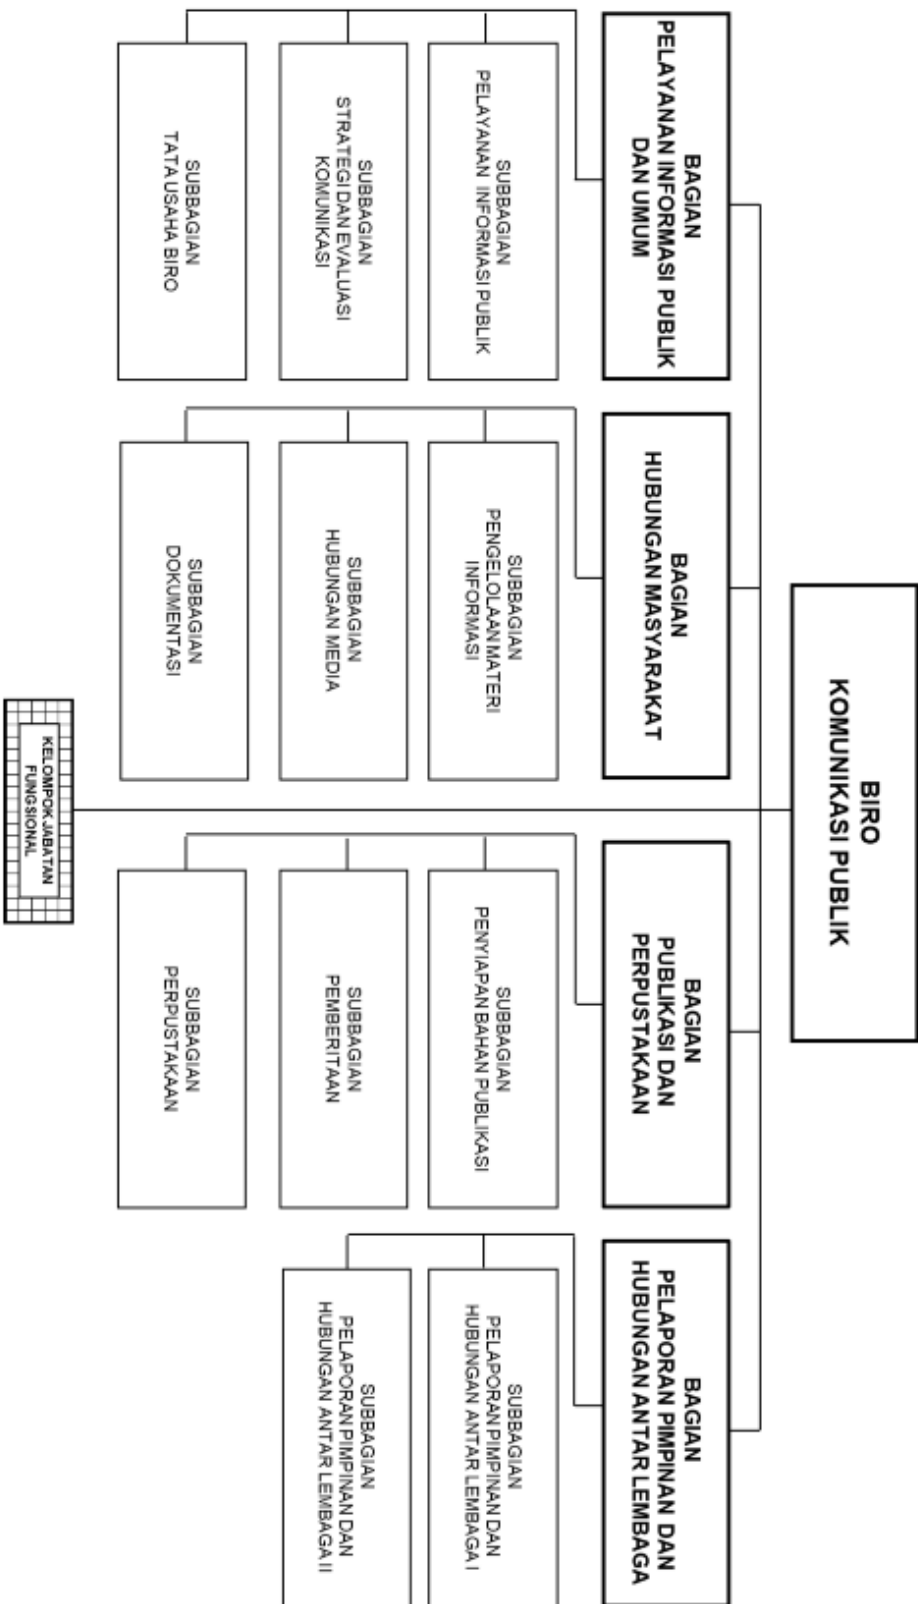 BIRO
KOMUNIKASI PUBLIK
BAGIAN
PELAYANAN INFORMASI PUBLIK
DAN UMUM
BAGIAN
HUBUNGAN MASYARAKAT
BAGIAN
PUBLIKASI DAN
PERPUSTAKAAN
BAGIAN
PELAPORAN PIMPINAN DAN
HUBUNGAN ANTAR LEMBAGA
SUBBAGIAN
PELAYANAN INFORMASI PUBLIK
SUBBAGIAN
PENGELOLAAN MATERI
INFORMASI
SUBBAGIAN
PENYIAPAN BAHAN PUBLIKASI
SUBBAGIAN
PELAPORAN PIMPINAN DAN
HUBUNGAN ANTAR LEMBAGA I
SUBBAGIAN
STRATEGI DAN EVALUASI
KOMUNIKASI
SUBBAGIAN
HUBUNGAN MEDIA
SUBBAGIAN
PEMBERITAAN
SUBBAGIAN
PELAPORAN PIMPINAN DAN
HUBUNGAN ANTAR LEMBAGA II
SUBBAGIAN
TATA USAHA BIRO
SUBBAGIAN
DOKUMENTASI
SUBBAGIAN
PERPUSTAKAAN
KELOMPOK JABATAN
FUNGSIONAL